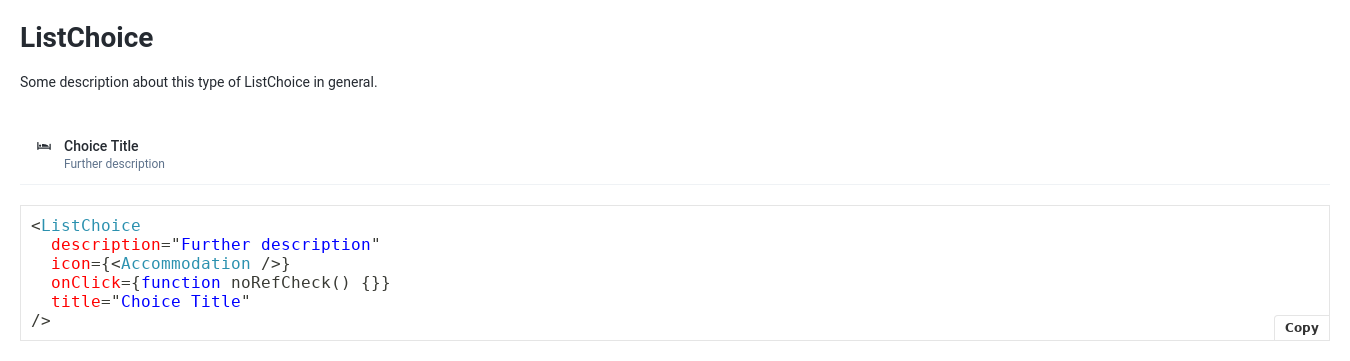 ListChoice
Some description about this type of ListChoice in general.
Choice Title
Further description
<ListChoice
  description="Further description"
  icon={<Accommodation />}
  onClick={function noRefCheck() {}}
  title="Choice Title"
/>
Copy